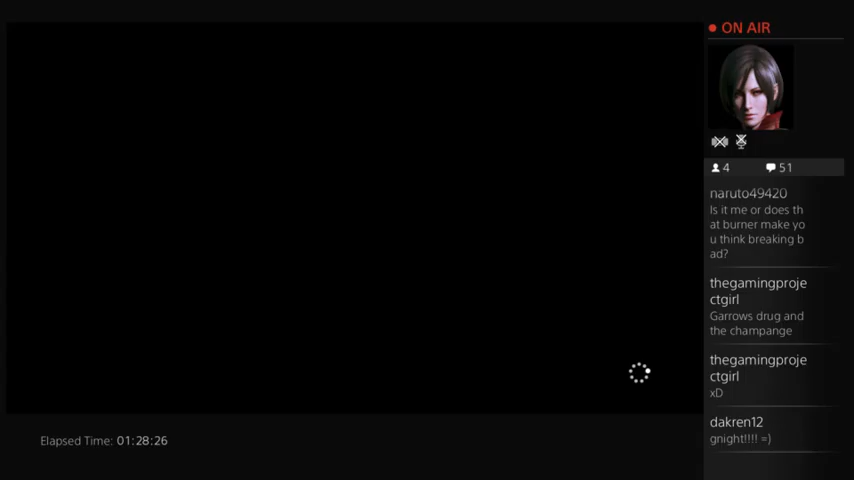 ON AIR
4 51
naruto49420
Is it me or does th
at burner make yo
u think breaking b
ad?
thegamingproje
ctgirl
Garrows drug and
the champange
thegamingproje
ctgirl
xD
dakren12
gnight!!!! =)
Elapsed Time: 01:28:26